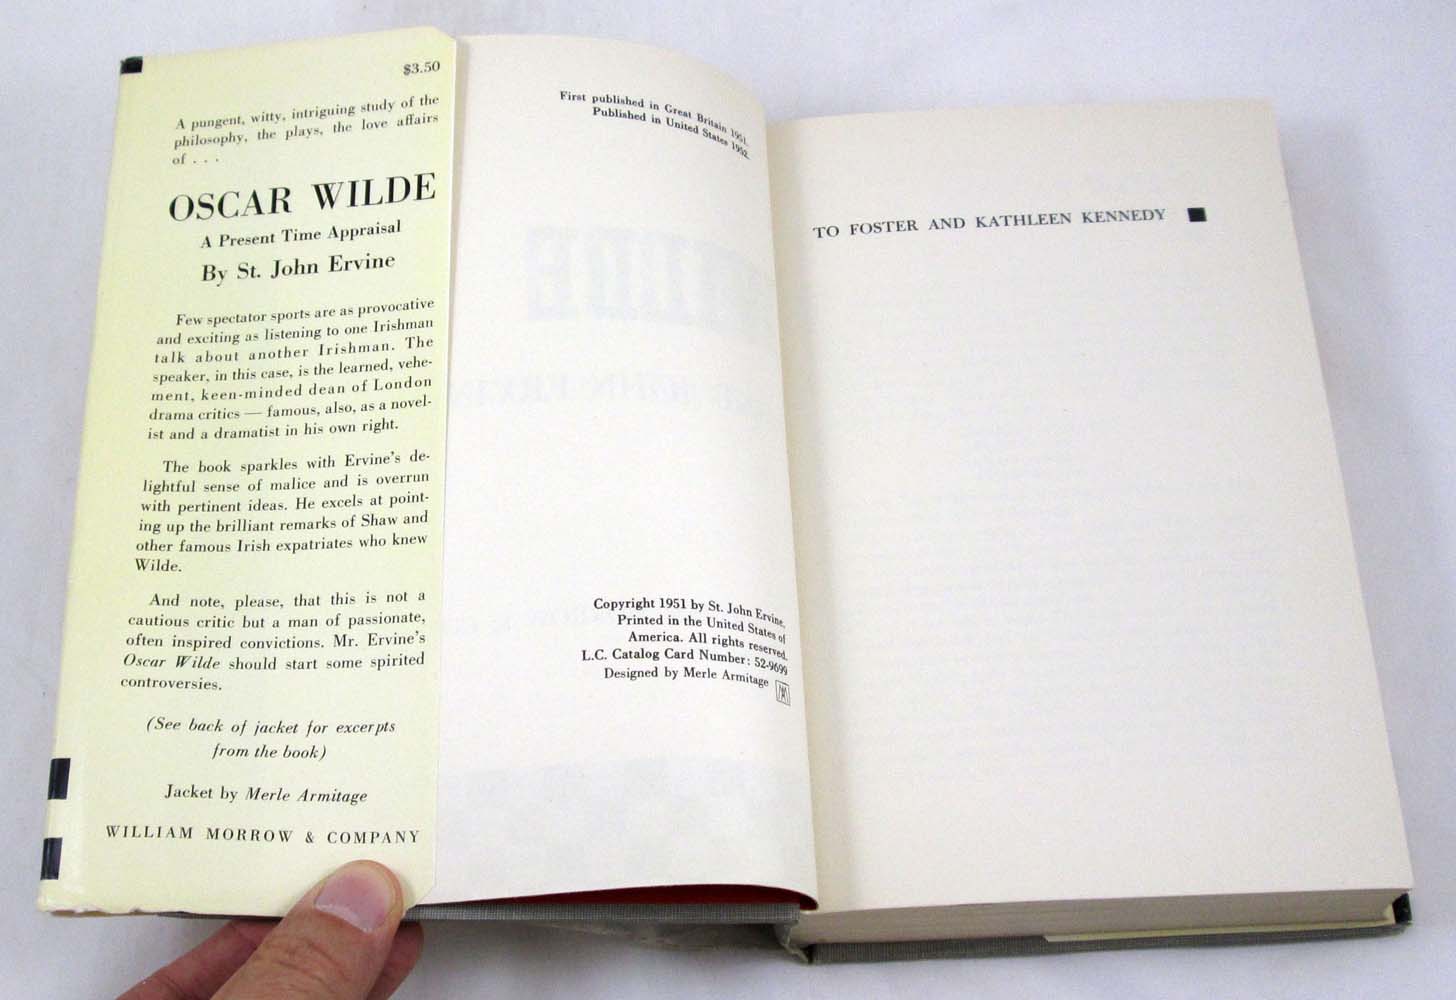 $3.50
A pungent, witty, intriguing study of the
philosophy, the plays, the love affairs
of . . .
OSCAR WILDE
A Present Time Appraisal
By St. John Ervine
Few spectator sports are as provocative
and exciting as listening to one Irishman
talk about another Irishman. The
speaker, in this case, is the learned, vehe-
ment, keen-minded dean of London
drama critics — famous, also, as a novel-
ist and a dramatist in his own right.
The book sparkles with Ervine's de-
lightful sense of malice and is overrun
with pertinent ideas. He excels at point-
ing up the brilliant remarks of Shaw and
other famous Irish expatriates who knew
Wilde.
And note, please, that this is not a
cautious critic but a man of passionate,
often inspired convictions. Mr. Ervine's
Oscar Wilde should start some spirited
controversies.
(See back of jacket for excerpts
from the book)
Jacket by Merle Armitage
WILLIAM MORROW & COMPANY
First published in Great Britain 1951.
Published in United States 1952.
Copyright 1951 by St. John Ervine.
Printed in the United States of
America. All rights reserved.
L.C. Catalog Card Number: 52-9699
Designed by Merle Armitage
TO FOSTER AND KATHLEEN KENNEDY